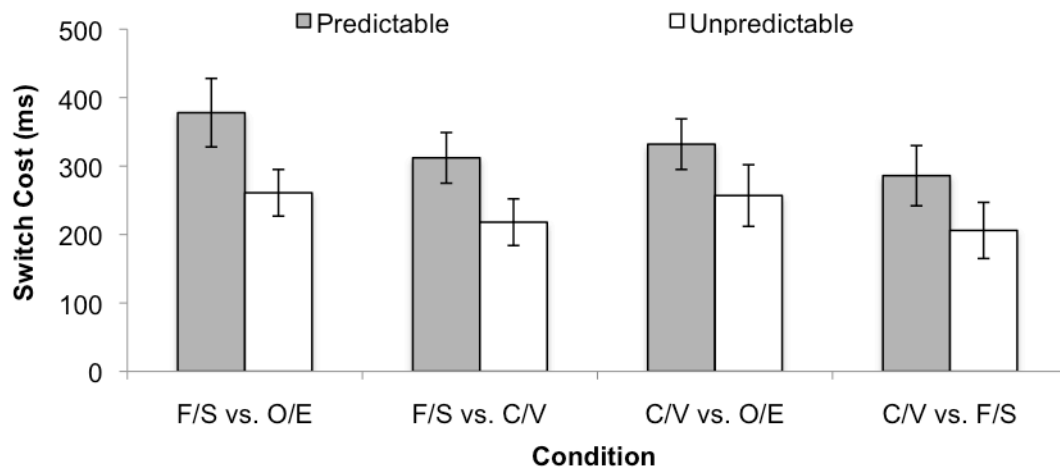 Predictable Unpredictable
500
400
300
200
100
0
Switch Cost (ms)
F/S vs. O/E F/S vs. C/V C/V vs. O/E C/V vs. F/S
Condition